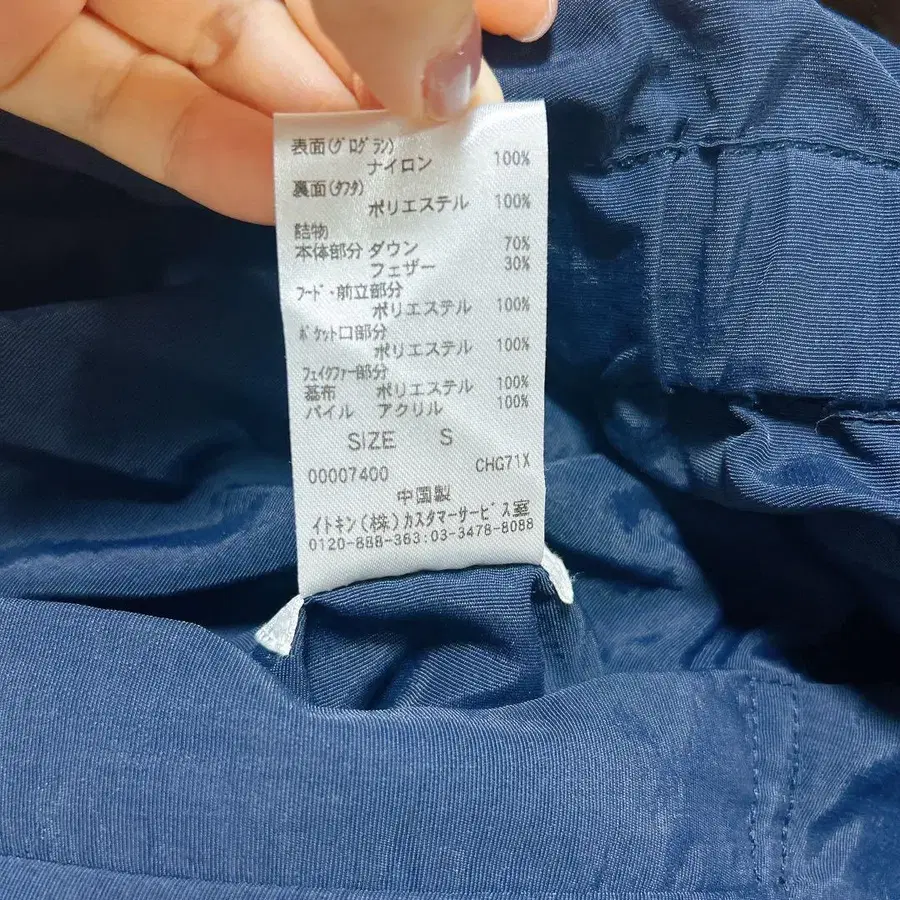 表面(ｸﾞﾛｸﾞﾗﾝ)
ナイロン 100%
裏面(ﾀﾌﾀ)
ポリエステル 100%
詰物
本体部分 ダウン 70%
フェザー 30%
ﾌｰﾄﾞ・前立部分
ポリエステル 100%
ﾎﾟｹｯﾄ口部分
ポリエステル 100%
ﾌｪｲｸﾌｧｰ部分
基布 ポリエステル 100%
パイル アクリル 100%
SIZE S
00007400 CHG71X
中国製
イトキン(株)ｶｽﾀﾏｰｻｰﾋﾞｽ室
0120-888-363:03-3478-8088